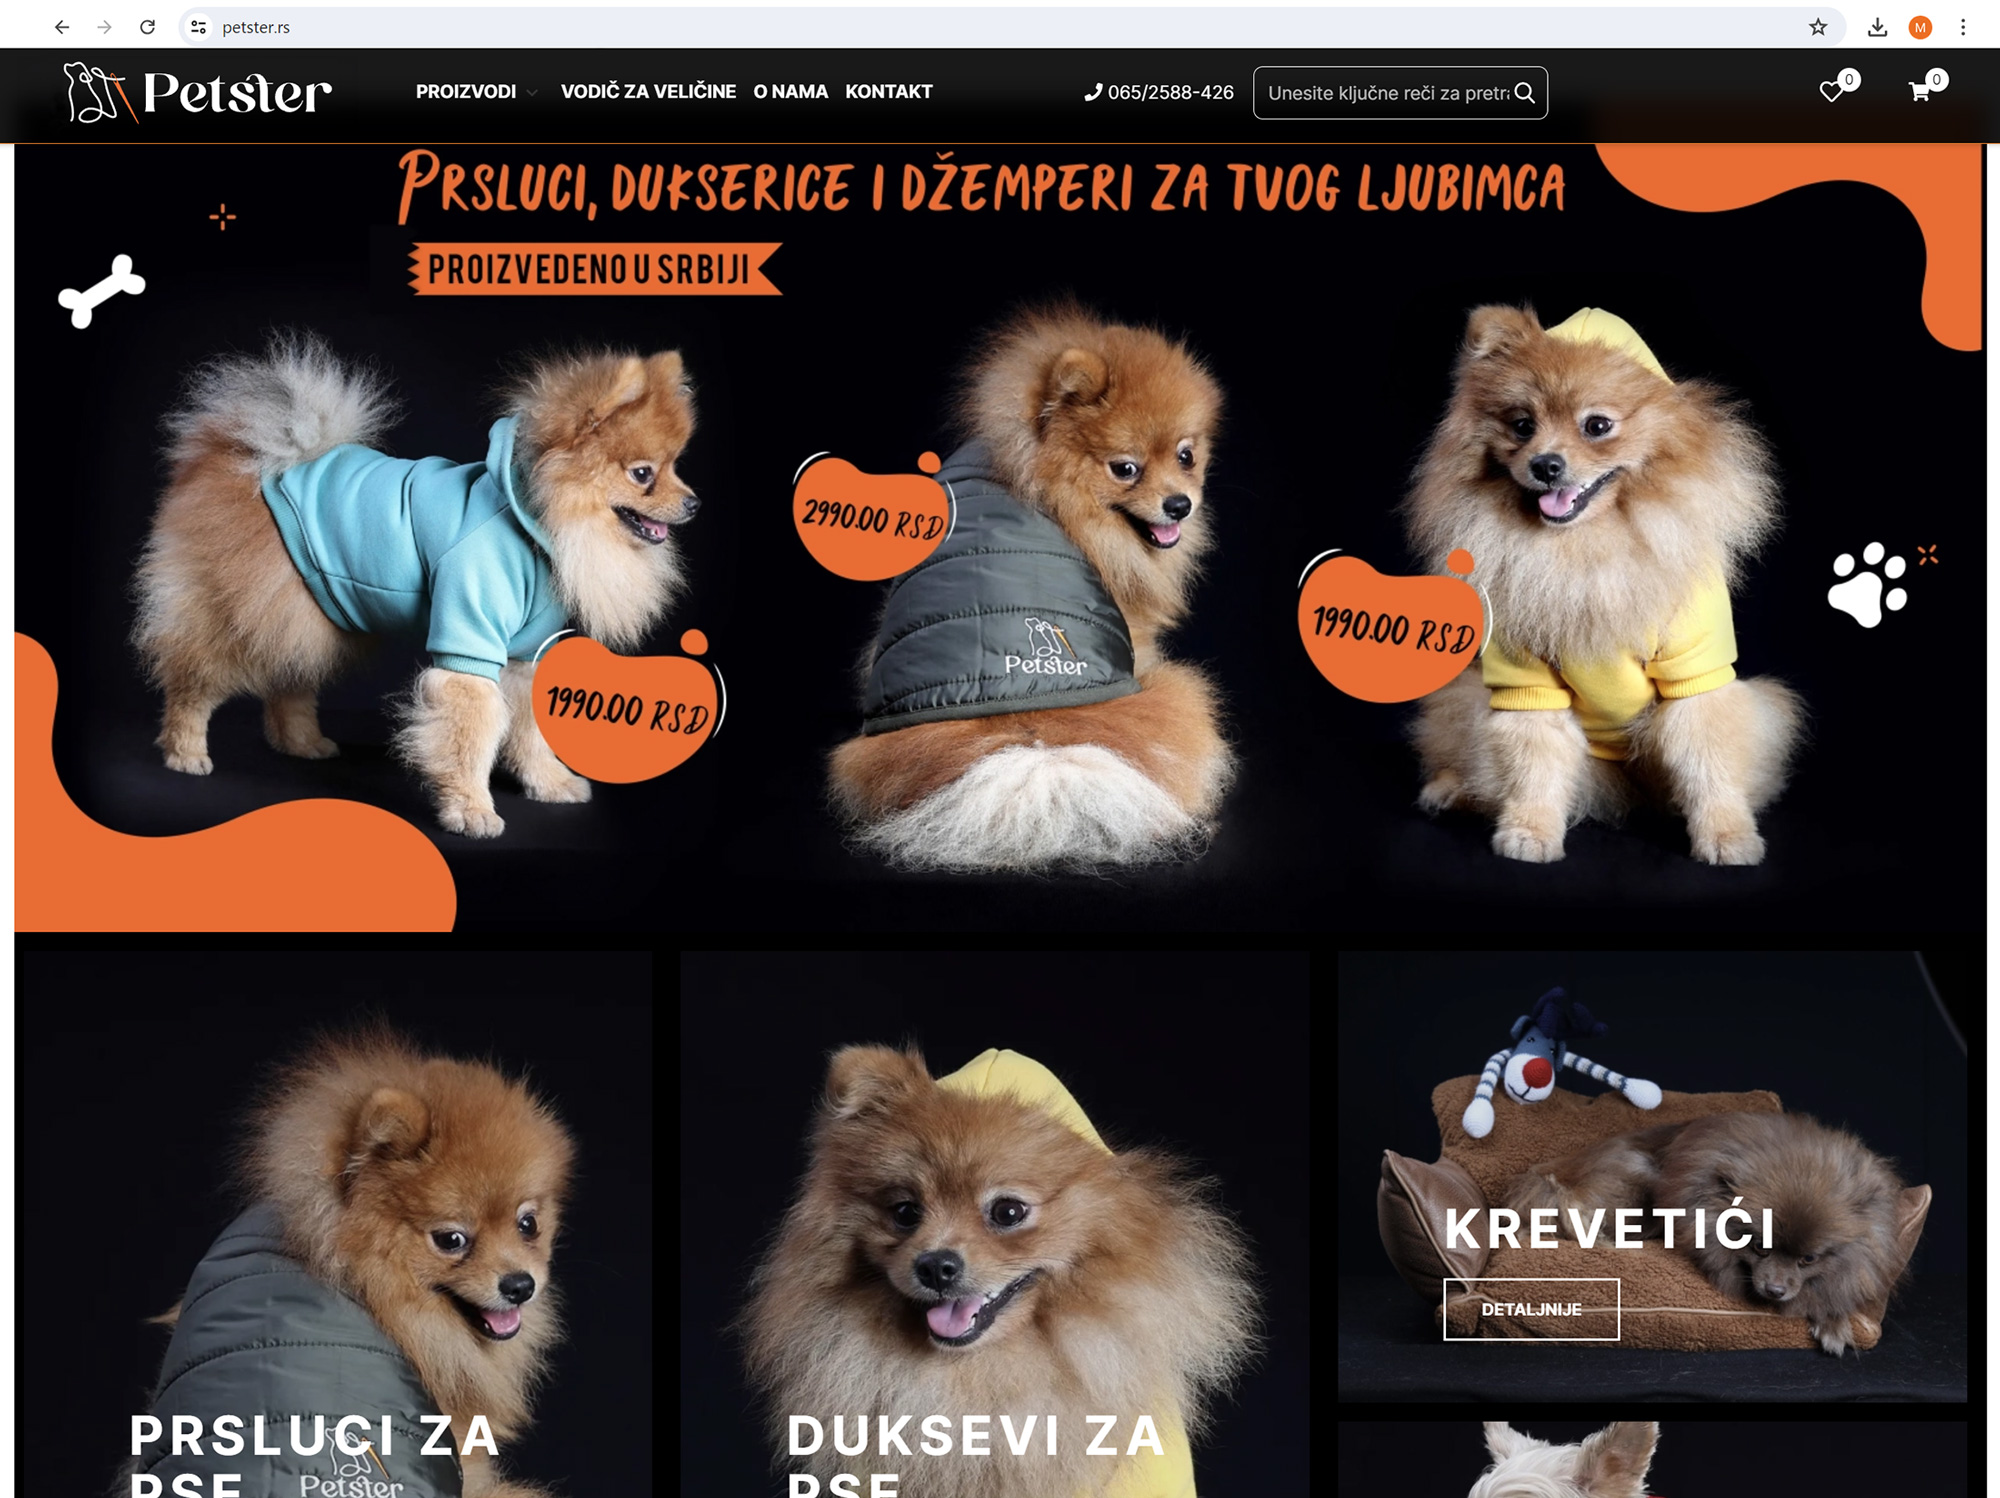 petster.rs
M
Petster
PROIZVODI
VODIČ ZA VELIČINE
O NAMA
KONTAKT
065/2588-426
Unesite ključne reči za pretr
0
0
PRSLUCI, DUKSERICE I DŽEMPERI ZA TVOG LJUBIMCA
PROIZVEDENO U SRBIJI
1990.00 RSD
2990.00 RSD
Petster
1990.00 RSD
PRSLUCI ZA
PSE
Petster
DUKSEVI ZA
PSE
KREVETIĆI
DETALJNIJE